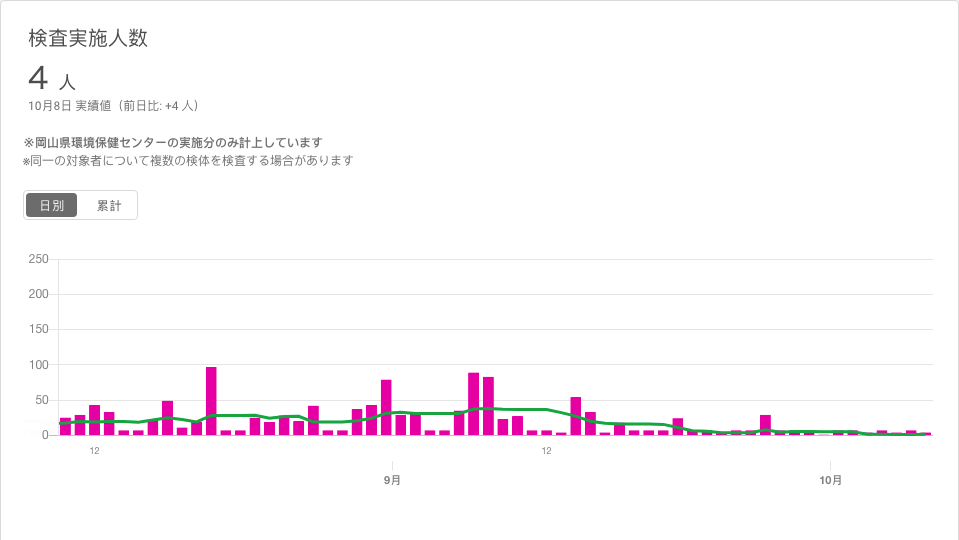 検査実施人数
4 人
10月8日 実績値（前日比: +4 人）
※岡山県環境保健センターの実施分のみ計上しています
※同一の対象者について複数の検体を検査する場合があります
日別 累計
250
200
150
100
50
0
12 12
9月 10月